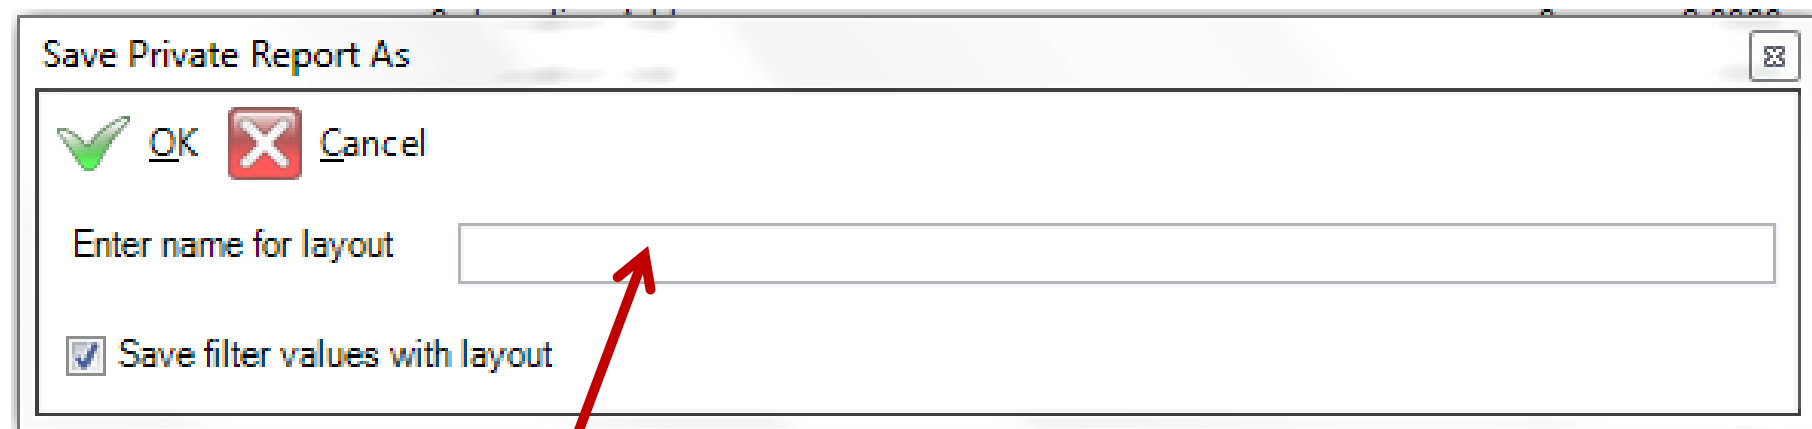 Save Private Report As
OK Cancel
Enter name for layout
Save filter values with layout